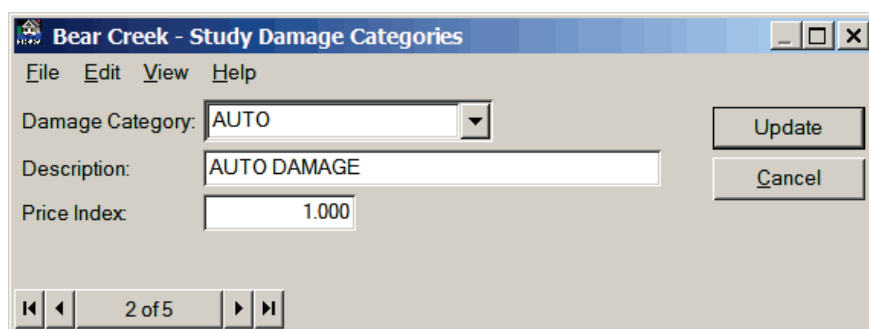 Bear Creek - Study Damage Categories
File Edit View Help
Damage Category: AUTO
Update
Description: AUTO DAMAGE
Cancel
Price Index: 1.000
2 of 5